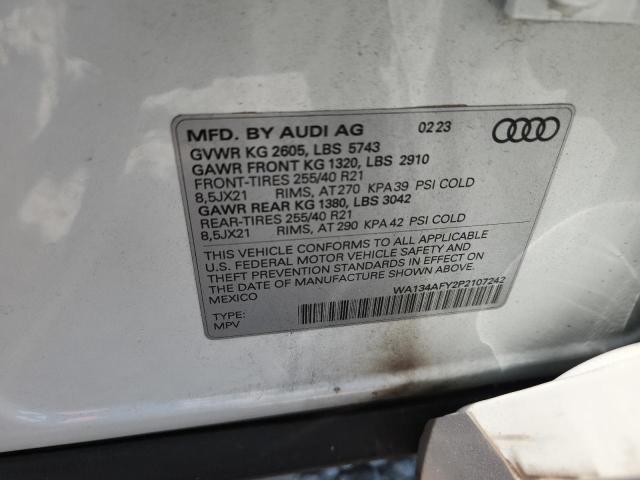 MFD. BY AUDI AG 02 23
GVWR KG 2605, LBS 5743
GAWR FRONT KG 1320, LBS 2910
FRONT-TIRES 255/40 R21
8,5JX21 RIMS, AT 270 KPA 39 PSI COLD
GAWR REAR KG 1380, LBS 3042
REAR-TIRES 255/40 R21
8,5JX21 RIMS, AT 290 KPA 42 PSI COLD
THIS VEHICLE CONFORMS TO ALL APPLICABLE
U.S. FEDERAL MOTOR VEHICLE SAFETY AND
THEFT PREVENTION STANDARDS IN EFFECT ON
THE DATE OF MANUFACTURE SHOWN ABOVE.
MEXICO WA134AFY2P2107242
TYPE:
MPV